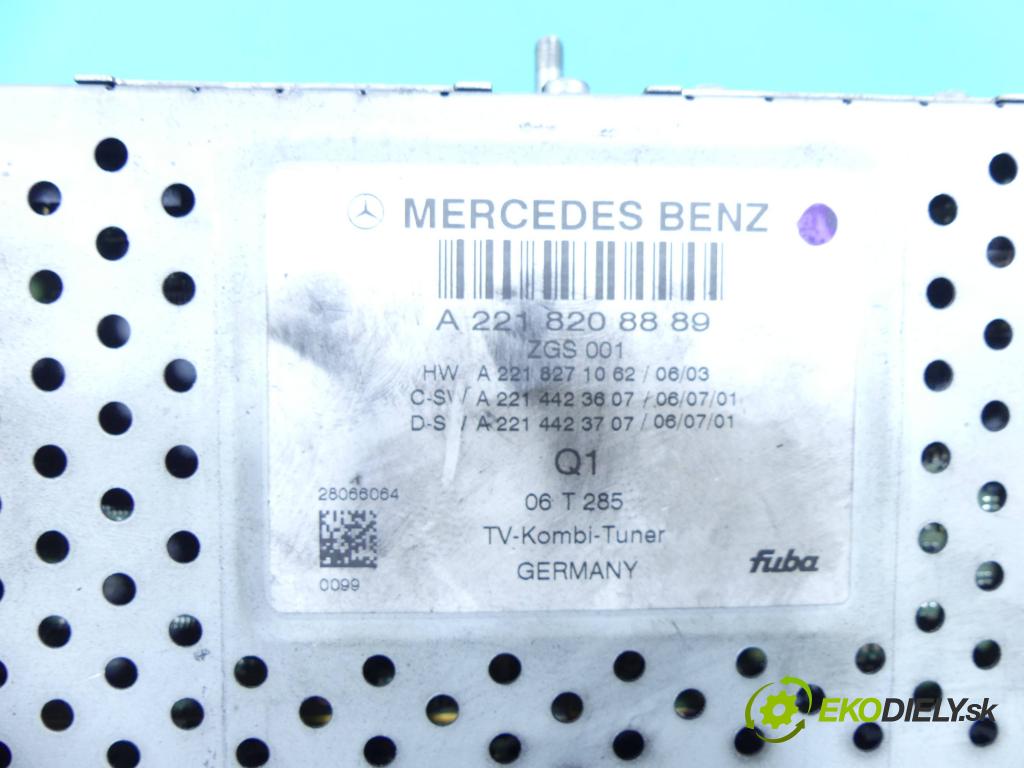 MERCEDES BENZ
A 221 820 88 89
ZGS 001
HW A 221 827 10 62 / 06/03
C-SW / A 221 442 36 07 / 06/07/01
D-S / A 221 442 37 07 / 06/07/01
Q1
28066064
06 T 285
TV-Kombi-Tuner
0099
GERMANY
fuba
EKODIELY.sk